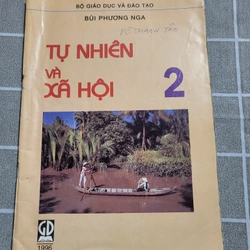 BỘ GIÁO DỤC VÀ ĐÀO TẠO
BÙI PHƯƠNG NGA
TỰ NHIÊN
VÀ
XÃ HỘI
2
GD
1996